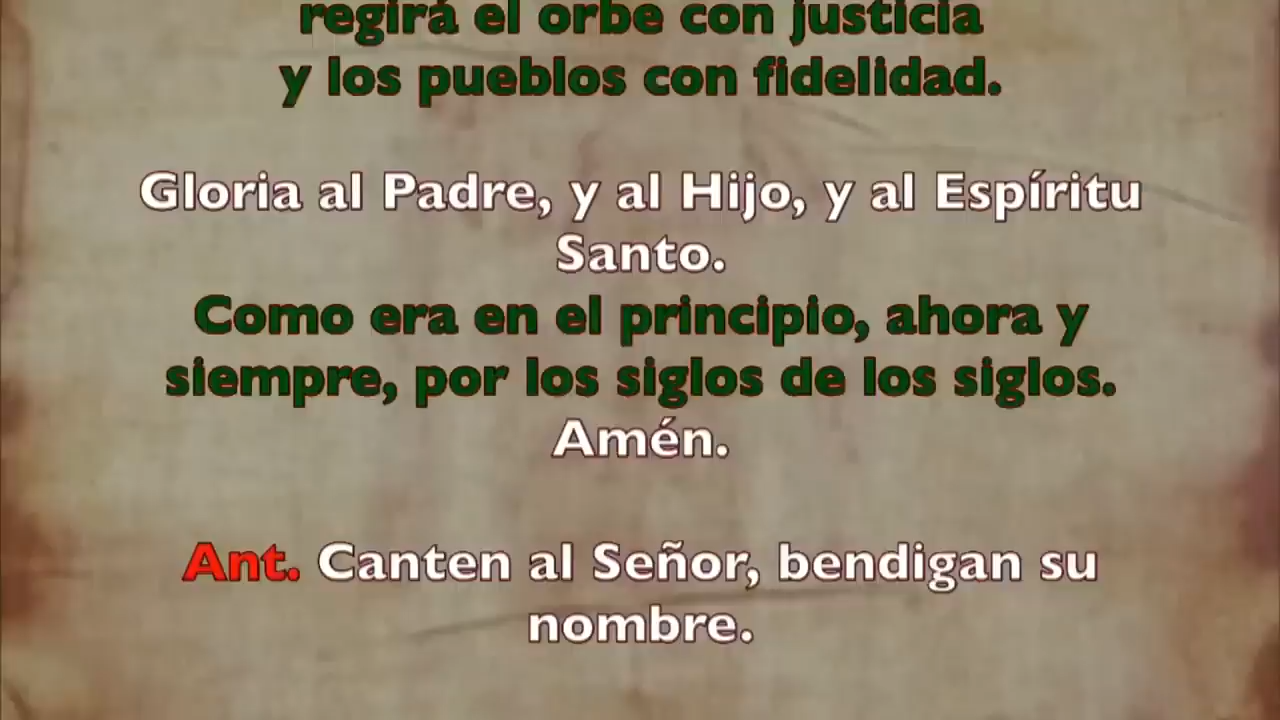 regirá el orbe con justicia
y los pueblos con fidelidad.
Gloria al Padre, y al Hijo, y al Espíritu
Santo.
Como era en el principio, ahora y
siempre, por los siglos de los siglos.
Amén.
Ant. Canten al Señor, bendigan su
nombre.